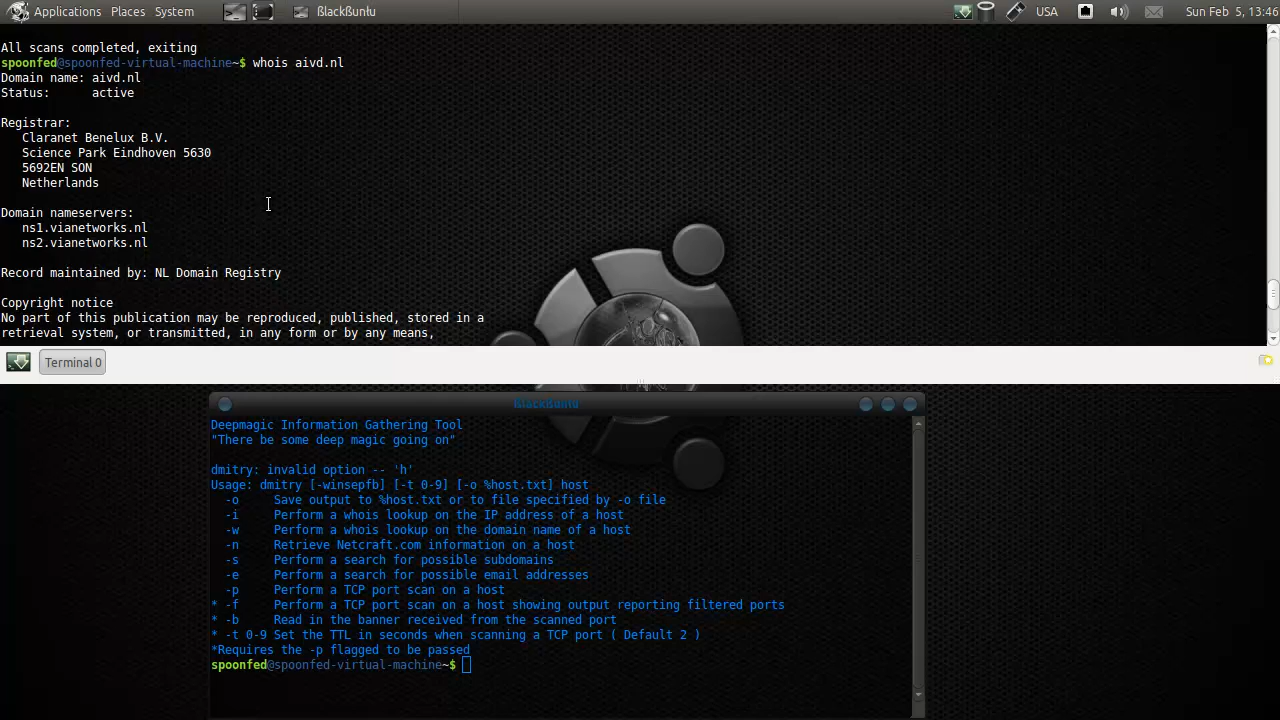 Applications Places System ßlackßuntu USA Sun Feb 5, 13:46
All scans completed, exiting
spoonfed@spoonfed-virtual-machine~$ whois aivd.nl
Domain name: aivd.nl
Status: active
Registrar:
Claranet Benelux B.V.
Science Park Eindhoven 5630
5692EN SON
Netherlands
Domain nameservers:
ns1.vianetworks.nl
ns2.vianetworks.nl
Record maintained by: NL Domain Registry
Copyright notice
No part of this publication may be reproduced, published, stored in a
retrieval system, or transmitted, in any form or by any means,
Terminal 0
ßlackßuntu
Deepmagic Information Gathering Tool
"There be some deep magic going on"
dmitry: invalid option -- 'h'
Usage: dmitry [-winsepfb] [-t 0-9] [-o %host.txt] host
-o Save output to %host.txt or to file specified by -o file
-i Perform a whois lookup on the IP address of a host
-w Perform a whois lookup on the domain name of a host
-n Retrieve Netcraft.com information on a host
-s Perform a search for possible subdomains
-e Perform a search for possible email addresses
-p Perform a TCP port scan on a host
* -f Perform a TCP port scan on a host showing output reporting filtered ports
* -b Read in the banner received from the scanned port
* -t 0-9 Set the TTL in seconds when scanning a TCP port ( Default 2 )
*Requires the -p flagged to be passed
spoonfed@spoonfed-virtual-machine~$